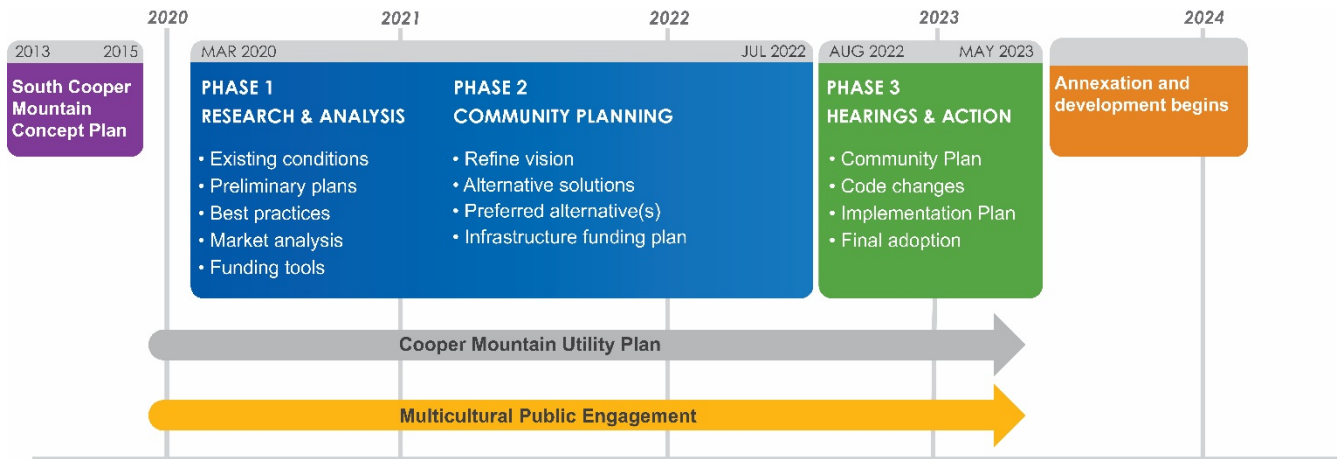 2020
2021
2022
2023
2024
2013
2015
MAR 2020
JUL 2022
AUG 2022
MAY 2023
South Cooper
Mountain
Concept Plan
PHASE 1
RESEARCH & ANALYSIS
• Existing conditions
• Preliminary plans
• Best practices
• Market analysis
• Funding tools
PHASE 2
COMMUNITY PLANNING
• Refine vision
• Alternative solutions
• Preferred alternative(s)
• Infrastructure funding plan
PHASE 3
HEARINGS & ACTION
• Community Plan
• Code changes
• Implementation Plan
• Final adoption
Annexation and
development begins
Cooper Mountain Utility Plan
Multicultural Public Engagement